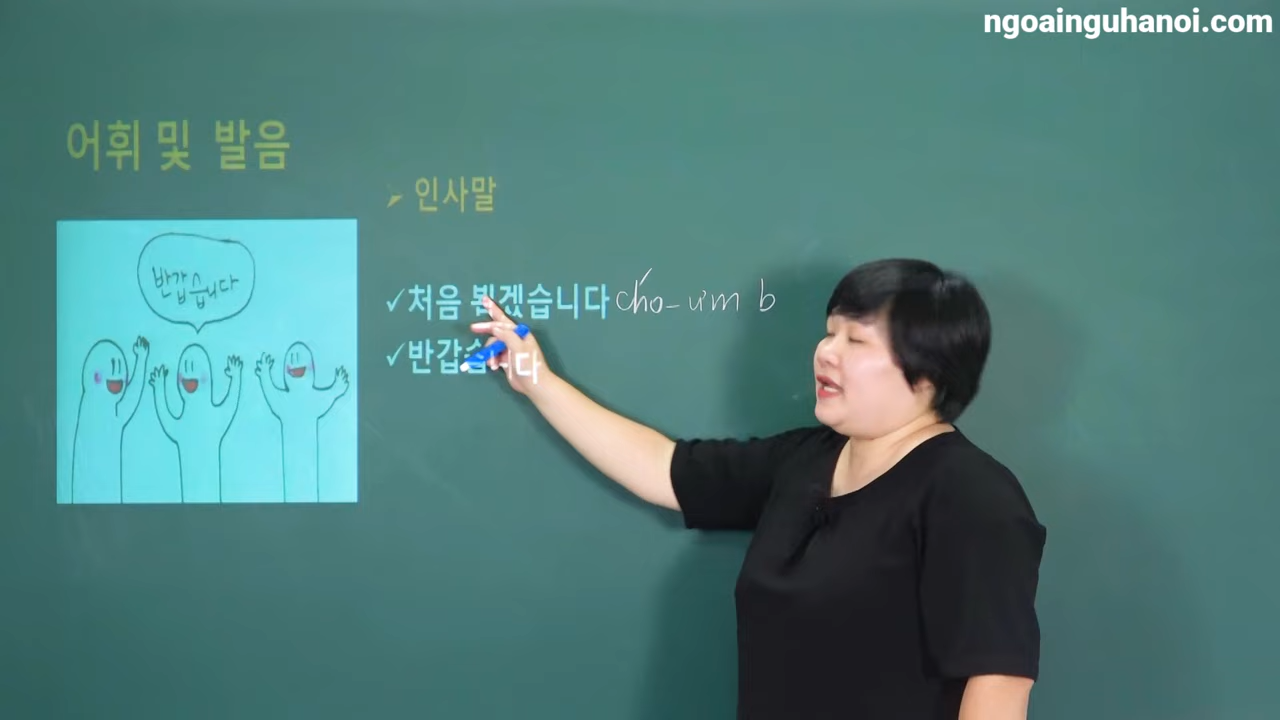 ngoainguhanoi.com
어휘 및 발음
➢ 인사말
반갑습니다
✓처음 뵙겠습니다 chó-ưm b
✓반갑습니다